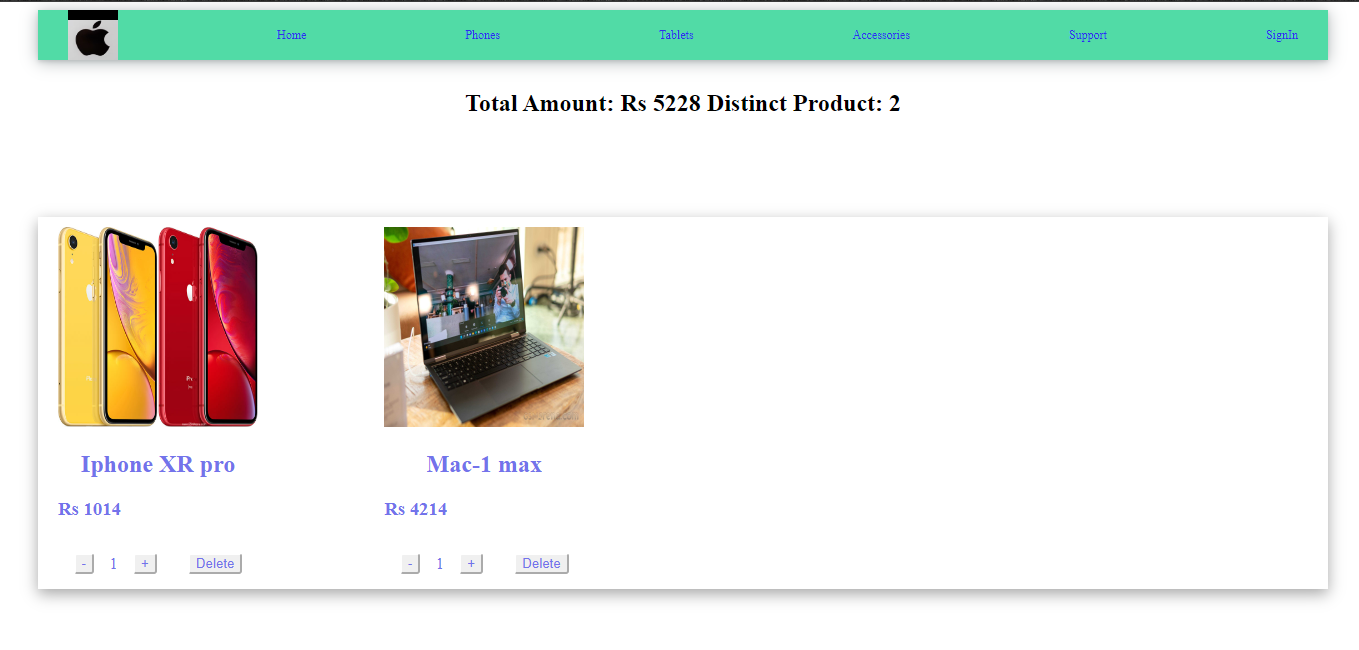 Home Phones Tablets Accessories Support SignIn
Total Amount: Rs 5228 Distinct Product: 2
Iphone XR pro
Rs 1014
- 1 + Delete
Mac-1 max
Rs 4214
- 1 + Delete